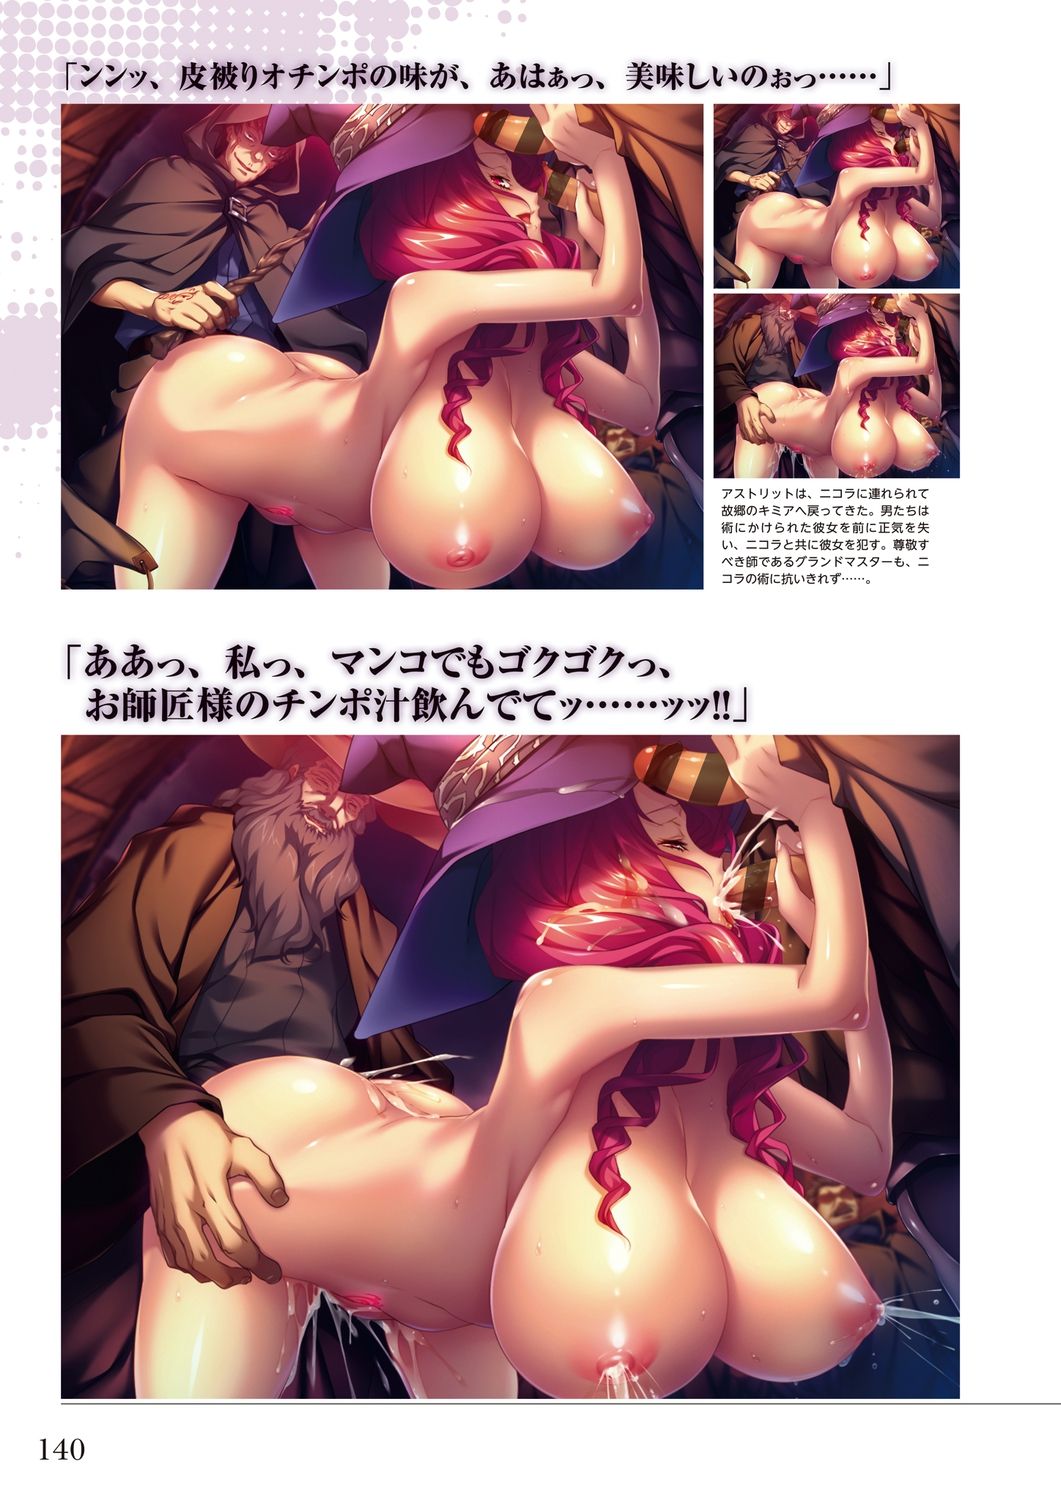 「ンンッ、皮被りオチンポの味が、あはぁっ、美味しいのぉっ……」
アストリットは、ニコラに連れられて
故郷のキミアへ戻ってきた。男たちは
術にかけられた彼女を前に正気を失
い、ニコラと共に彼女を犯す。尊敬す
べき師であるグランドマスターも、ニ
コラの術に抗いきれず……。
「ああっ、私っ、マンコでもゴクゴクっ、
お師匠様のチンポ汁飲んでてッ……ッッ!!」
140